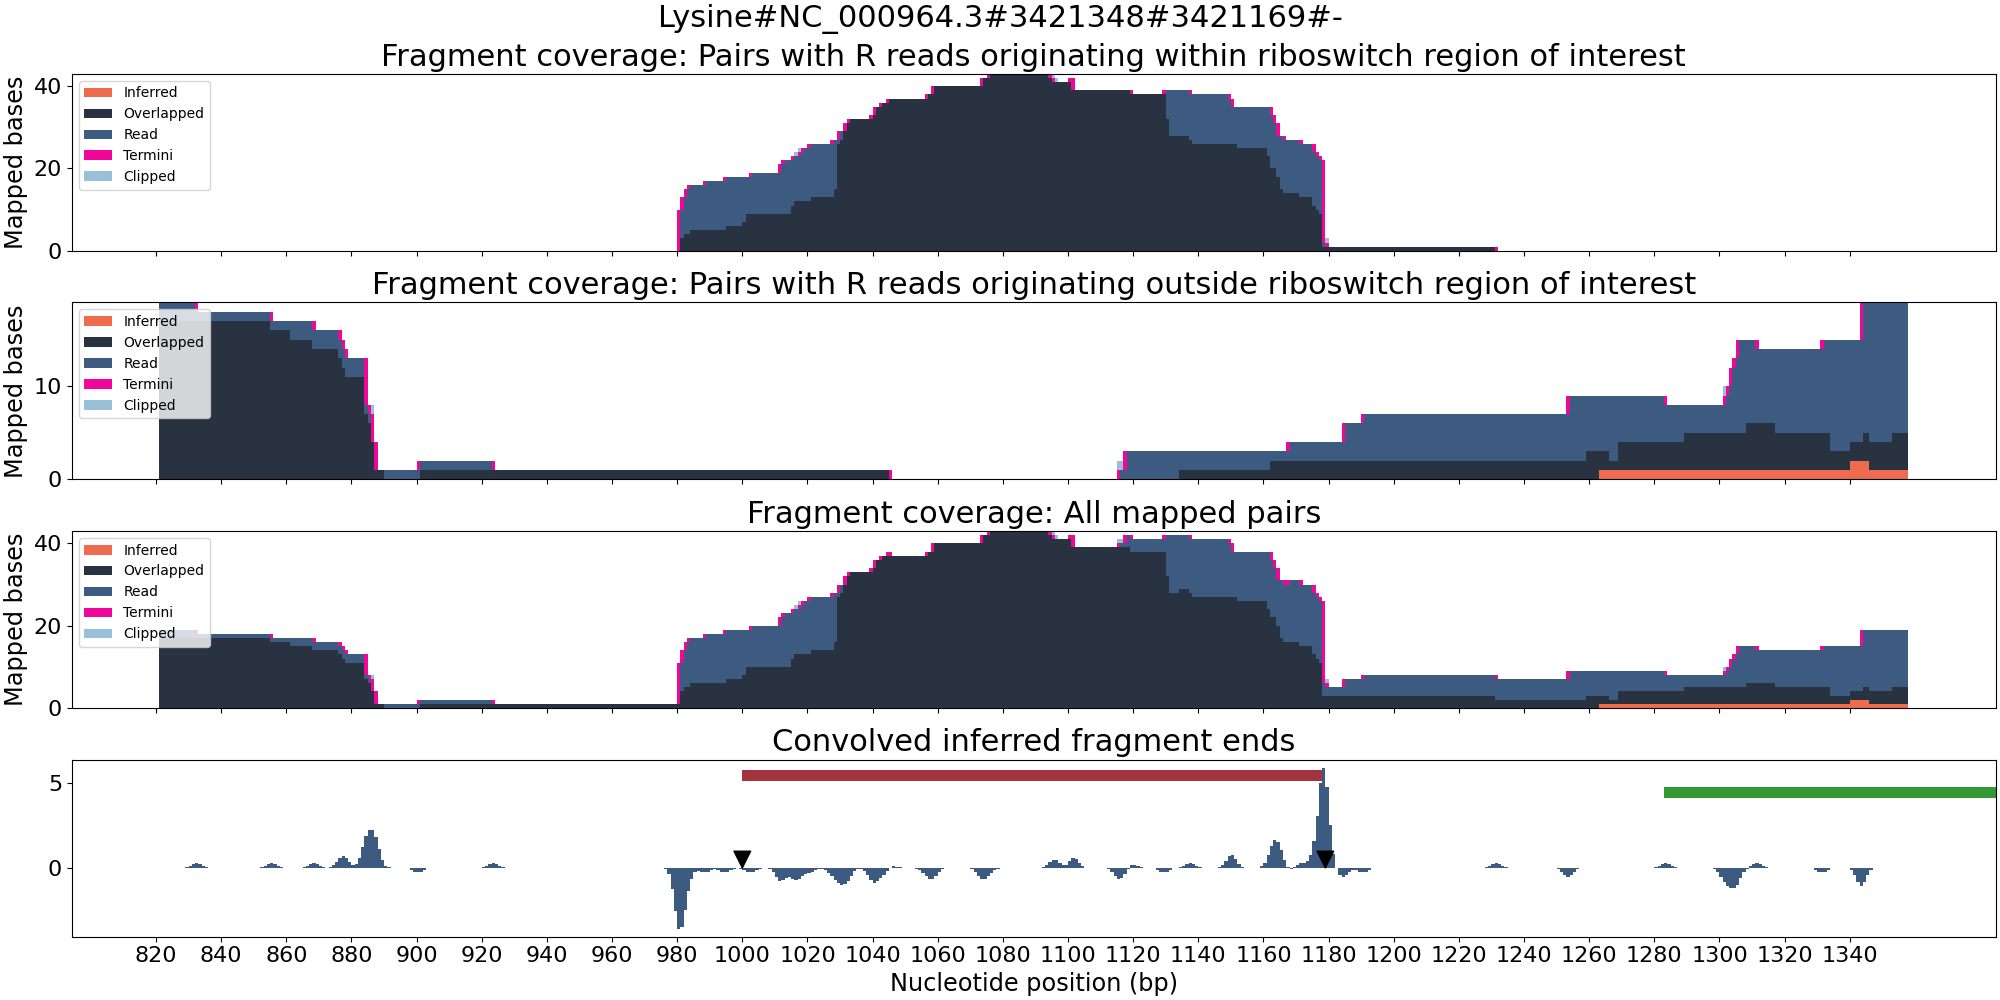 Lysine#NC_000964.3#3421348#3421169#-
Fragment coverage: Pairs with R reads originating within riboswitch region of interest
Mapped bases
40
20
0
Inferred
Overlapped
Read
Termini
Clipped
Fragment coverage: Pairs with R reads originating outside riboswitch region of interest
Mapped bases
10
0
Inferred
Overlapped
Read
Termini
Clipped
Fragment coverage: All mapped pairs
Mapped bases
40
20
0
Inferred
Overlapped
Read
Termini
Clipped
Convolved inferred fragment ends
5
0
820 840 860 880 900 920 940 960 980 1000 1020 1040 1060 1080 1100 1120 1140 1160 1180 1200 1220 1240 1260 1280 1300 1320 1340
Nucleotide position (bp)